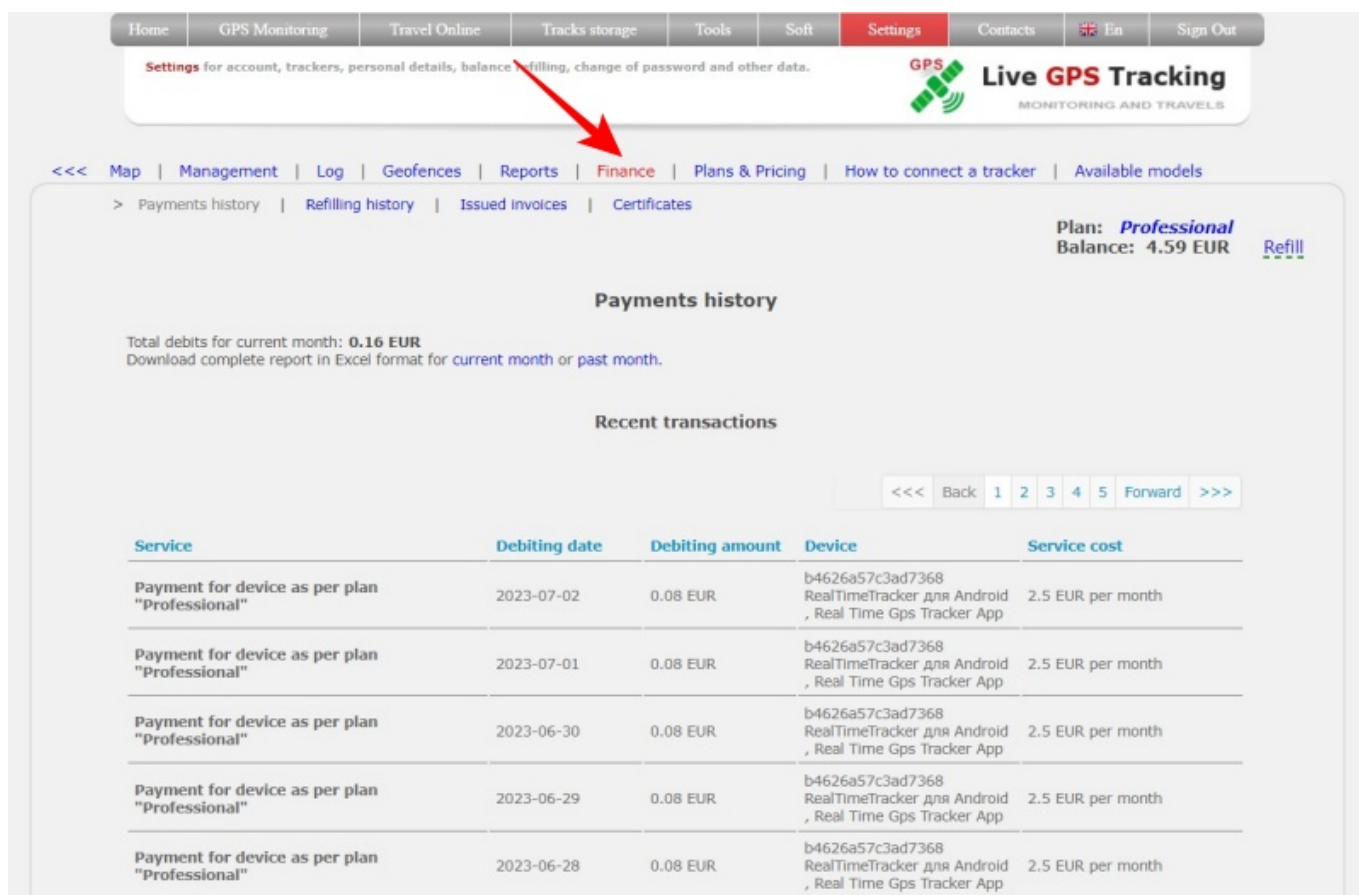 Home GPS Monitoring Travel Online Tracks storage Tools Soft Settings Contacts En Sign Out
Settings for account, trackers, personal details, balance refilling, change of password and other data.
GPS
Live GPS Tracking
MONITORING AND TRAVELS
<<< Map | Management | Log | Geofences | Reports | Finance | Plans & Pricing | How to connect a tracker | Available models
> Payments history | Refilling history | Issued invoices | Certificates
Plan: Professional
Balance: 4.59 EUR Refill
Payments history
Total debits for current month: 0.16 EUR
Download complete report in Excel format for current month or past month.
Recent transactions
<<< Back 1 2 3 4 5 Forward >>>
Service Debiting date Debiting amount Device Service cost
Payment for device as per plan
"Professional"
2023-07-02
0.08 EUR
b4626a57c3ad7368
RealTimeTracker для Android
, Real Time Gps Tracker App
2.5 EUR per month
Payment for device as per plan
"Professional"
2023-07-01
0.08 EUR
b4626a57c3ad7368
RealTimeTracker для Android
, Real Time Gps Tracker App
2.5 EUR per month
Payment for device as per plan
"Professional"
2023-06-30
0.08 EUR
b4626a57c3ad7368
RealTimeTracker для Android
, Real Time Gps Tracker App
2.5 EUR per month
Payment for device as per plan
"Professional"
2023-06-29
0.08 EUR
b4626a57c3ad7368
RealTimeTracker для Android
, Real Time Gps Tracker App
2.5 EUR per month
Payment for device as per plan
"Professional"
2023-06-28
0.08 EUR
b4626a57c3ad7368
RealTimeTracker для Android
, Real Time Gps Tracker App
2.5 EUR per month